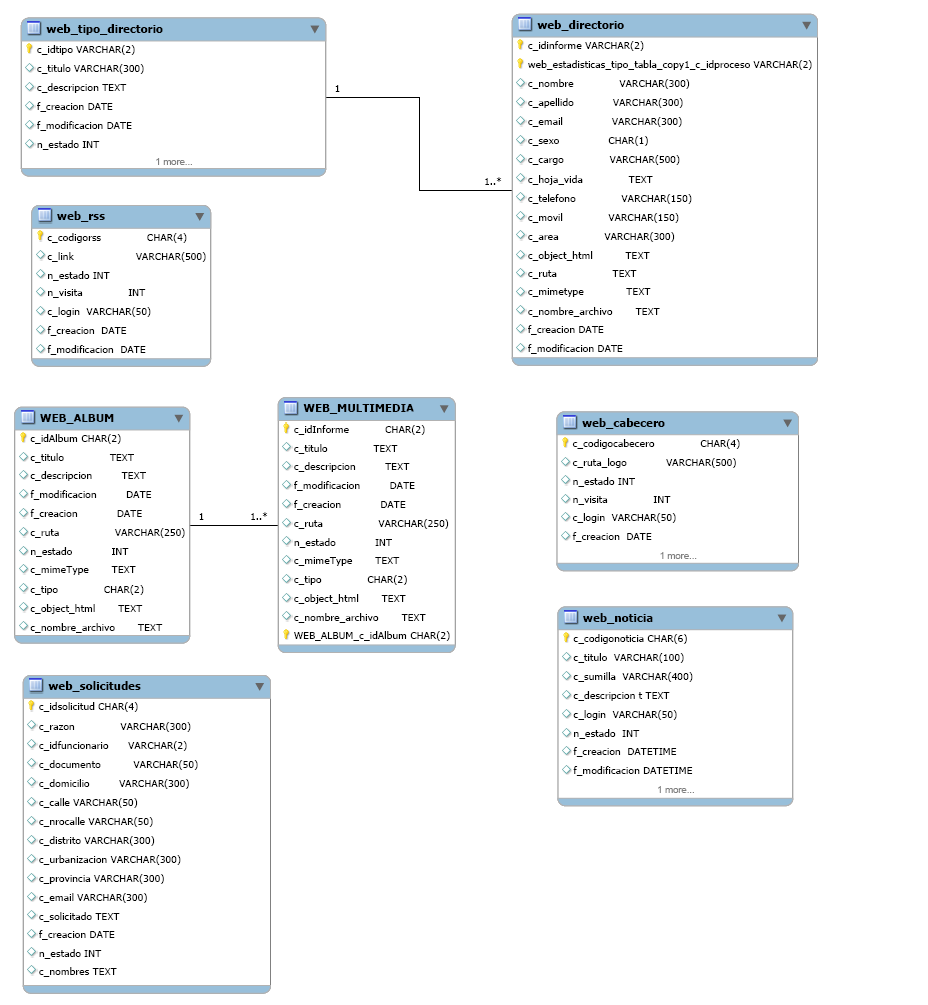 web_tipo_directorio
c_idtipo VARCHAR(2)
c_titulo VARCHAR(300)
c_descripcion TEXT
f_creacion DATE
f_modificacion DATE
n_estado INT
1 more...
1
1..*
web_directorio
c_idinforme VARCHAR(2)
web_estadisticas_tipo_tabla_copy1_c_idproceso VARCHAR(2)
c_nombre VARCHAR(300)
c_apellido VARCHAR(300)
c_email VARCHAR(300)
c_sexo CHAR(1)
c_cargo VARCHAR(500)
c_hoja_vida TEXT
c_telefono VARCHAR(150)
c_movil VARCHAR(150)
c_area VARCHAR(300)
c_object_html TEXT
c_ruta TEXT
c_mimetype TEXT
c_nombre_archivo TEXT
f_creacion DATE
f_modificacion DATE
web_rss
c_codigorss CHAR(4)
c_link VARCHAR(500)
n_estado INT
n_visita INT
c_login VARCHAR(50)
f_creacion DATE
f_modificacion DATE
WEB_ALBUM
c_idAlbum CHAR(2)
c_titulo TEXT
c_descripcion TEXT
f_modificacion DATE
f_creacion DATE
c_ruta VARCHAR(250)
n_estado INT
c_mimeType TEXT
c_tipo CHAR(2)
c_object_html TEXT
c_nombre_archivo TEXT
1
1..*
WEB_MULTIMEDIA
c_idInforme CHAR(2)
c_titulo TEXT
c_descripcion TEXT
f_modificacion DATE
f_creacion DATE
c_ruta VARCHAR(250)
n_estado INT
c_mimeType TEXT
c_tipo CHAR(2)
c_object_html TEXT
c_nombre_archivo TEXT
WEB_ALBUM_c_idAlbum CHAR(2)
web_cabecero
c_codigocabecero CHAR(4)
c_ruta_logo VARCHAR(500)
n_estado INT
n_visita INT
c_login VARCHAR(50)
f_creacion DATE
1 more...
web_noticia
c_codigonoticia CHAR(6)
c_titulo VARCHAR(100)
c_sumilla VARCHAR(400)
c_descripcion t TEXT
c_login VARCHAR(50)
n_estado INT
f_creacion DATETIME
f_modificacion DATETIME
1 more...
web_solicitudes
c_idsolicitud CHAR(4)
c_razon VARCHAR(300)
c_idfuncionario VARCHAR(2)
c_documento VARCHAR(50)
c_domicilio VARCHAR(300)
c_calle VARCHAR(50)
c_nrocalle VARCHAR(50)
c_distrito VARCHAR(300)
c_urbanizacion VARCHAR(300)
c_provincia VARCHAR(300)
c_email VARCHAR(300)
c_solicitado TEXT
f_creacion DATE
n_estado INT
c_nombres TEXT